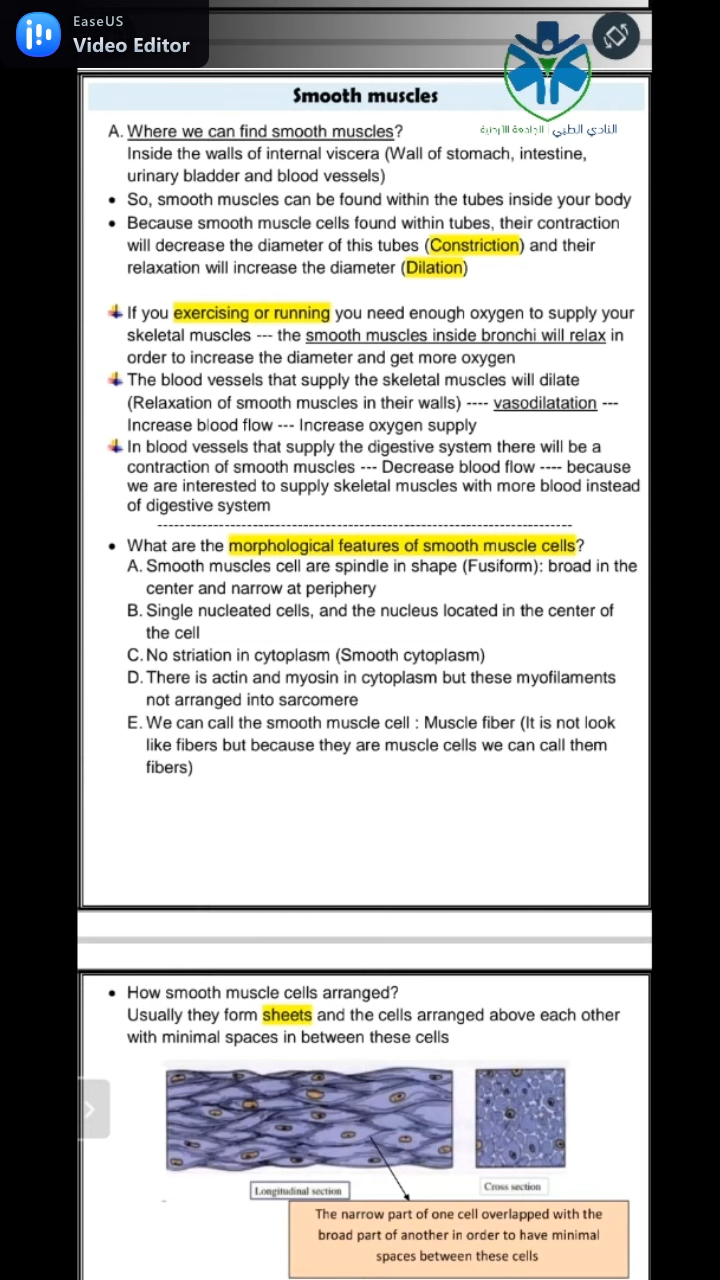 EaseUS
Video Editor
Smooth muscles
النادي الطبي | الجامعة الأردنية
A. Where we can find smooth muscles?
Inside the walls of internal viscera (Wall of stomach, intestine,
urinary bladder and blood vessels)
• So, smooth muscles can be found within the tubes inside your body
• Because smooth muscle cells found within tubes, their contraction
will decrease the diameter of this tubes (Constriction) and their
relaxation will increase the diameter (Dilation)
If you exercising or running you need enough oxygen to supply your
skeletal muscles --- the smooth muscles inside bronchi will relax in
order to increase the diameter and get more oxygen
The blood vessels that supply the skeletal muscles will dilate
(Relaxation of smooth muscles in their walls) ---- vasodilatation ---
Increase blood flow --- Increase oxygen supply
In blood vessels that supply the digestive system there will be a
contraction of smooth muscles --- Decrease blood flow ---- because
we are interested to supply skeletal muscles with more blood instead
of digestive system
• What are the morphological features of smooth muscle cells?
A. Smooth muscles cell are spindle in shape (Fusiform): broad in the
center and narrow at periphery
B. Single nucleated cells, and the nucleus located in the center of
the cell
C. No striation in cytoplasm (Smooth cytoplasm)
D. There is actin and myosin in cytoplasm but these myofilaments
not arranged into sarcomere
E. We can call the smooth muscle cell : Muscle fiber (It is not look
like fibers but because they are muscle cells we can call them
fibers)
• How smooth muscle cells arranged?
Usually they form sheets and the cells arranged above each other
with minimal spaces in between these cells
Longitudinal section
Cross section
The narrow part of one cell overlapped with the
broad part of another in order to have minimal
spaces between these cells